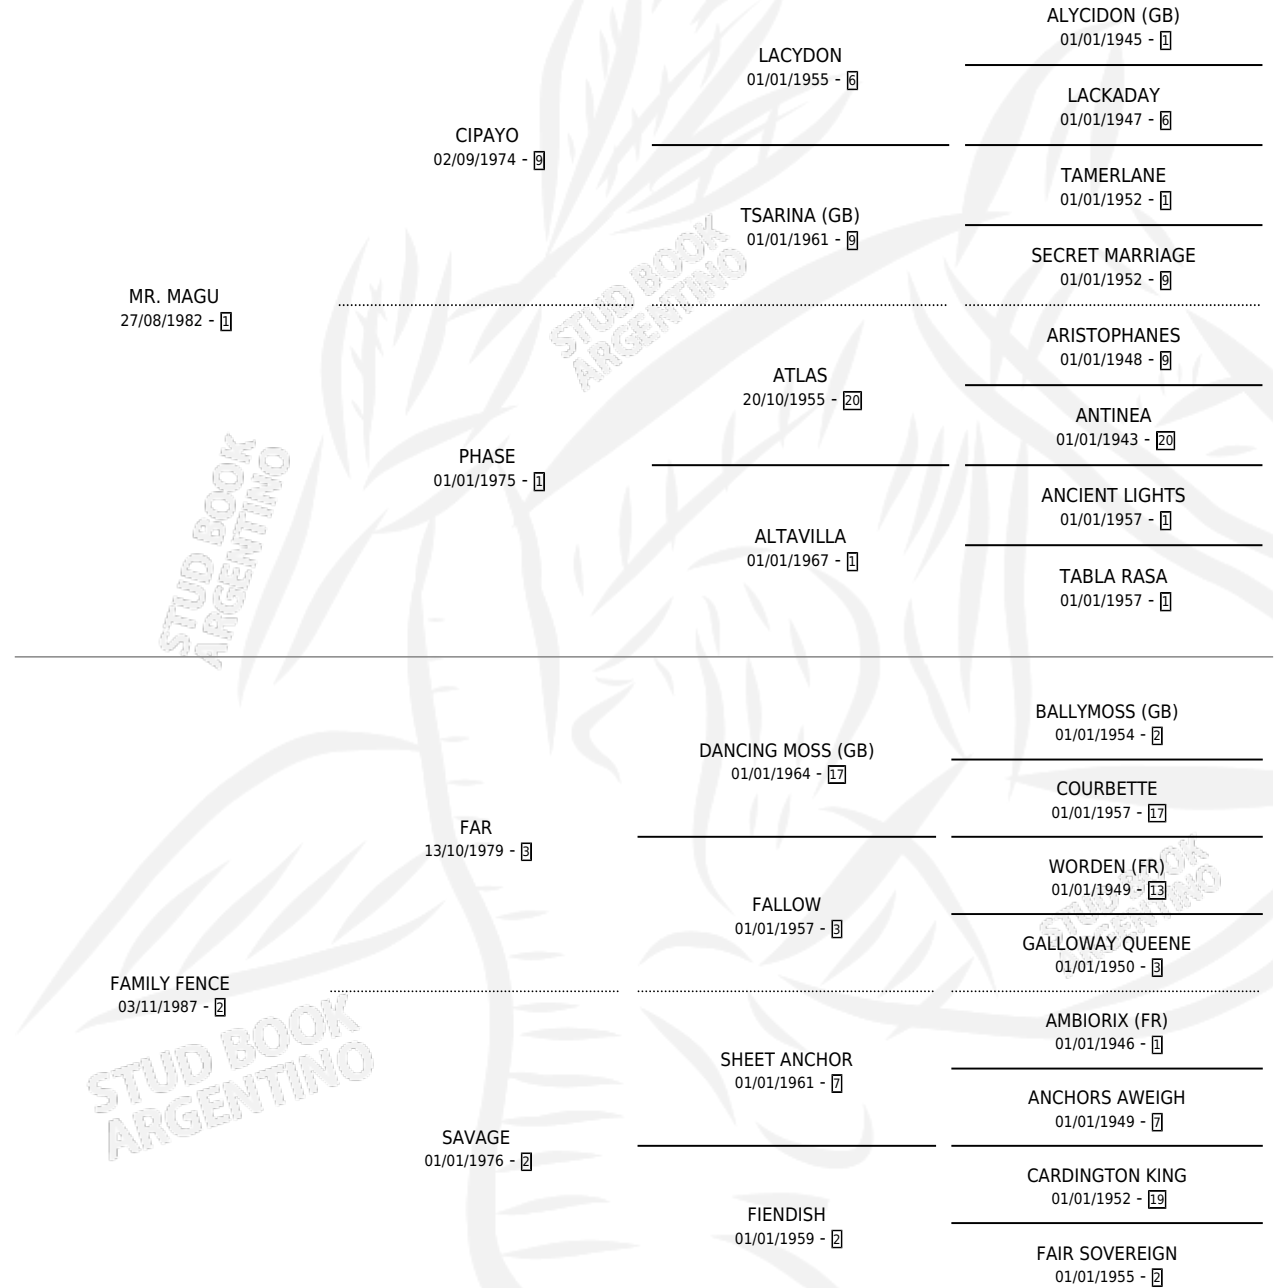 ALYCIDON (GB)
01/01/1945 - 1
LACYDON
01/01/1955 - 6
LACKADAY
01/01/1947 - 6
CIPAYO
02/09/1974 - 9
TAMERLANE
01/01/1952 - 1
TSARINA (GB)
01/01/1961 - 9
SECRET MARRIAGE
01/01/1952 - 9
MR. MAGU
27/08/1982 - 1
STUD BOOK
ARGENTINO
ARISTOPHANES
01/01/1948 - 9
ATLAS
20/10/1955 - 20
ANTINEA
01/01/1943 - 20
PHASE
01/01/1975 - 1
ANCIENT LIGHTS
01/01/1957 - 1
ALTAVILLA
01/01/1967 - 1
TABLA RASA
01/01/1957 - 1
STUD BOOK
ARGENTINO
BALLYMOSS (GB)
01/01/1954 - 2
DANCING MOSS (GB)
01/01/1964 - 17
COURBETTE
01/01/1957 - 17
FAR
13/10/1979 - 3
WORDEN (FR)
01/01/1949 - 13
FALLOW
01/01/1957 - 3
GALLOWAY QUEENE
01/01/1950 - 3
STUD BOOK
ARGENTINO
FAMILY FENCE
03/11/1987 - 2
AMBIORIX (FR)
01/01/1946 - 1
SHEET ANCHOR
01/01/1961 - 7
ANCHORS AWEIGH
01/01/1949 - 7
STUD BOOK
ARGENTINO
SAVAGE
01/01/1976 - 2
CARDINGTON KING
01/01/1952 - 19
FIENDISH
01/01/1959 - 2
FAIR SOVEREIGN
01/01/1955 - 2